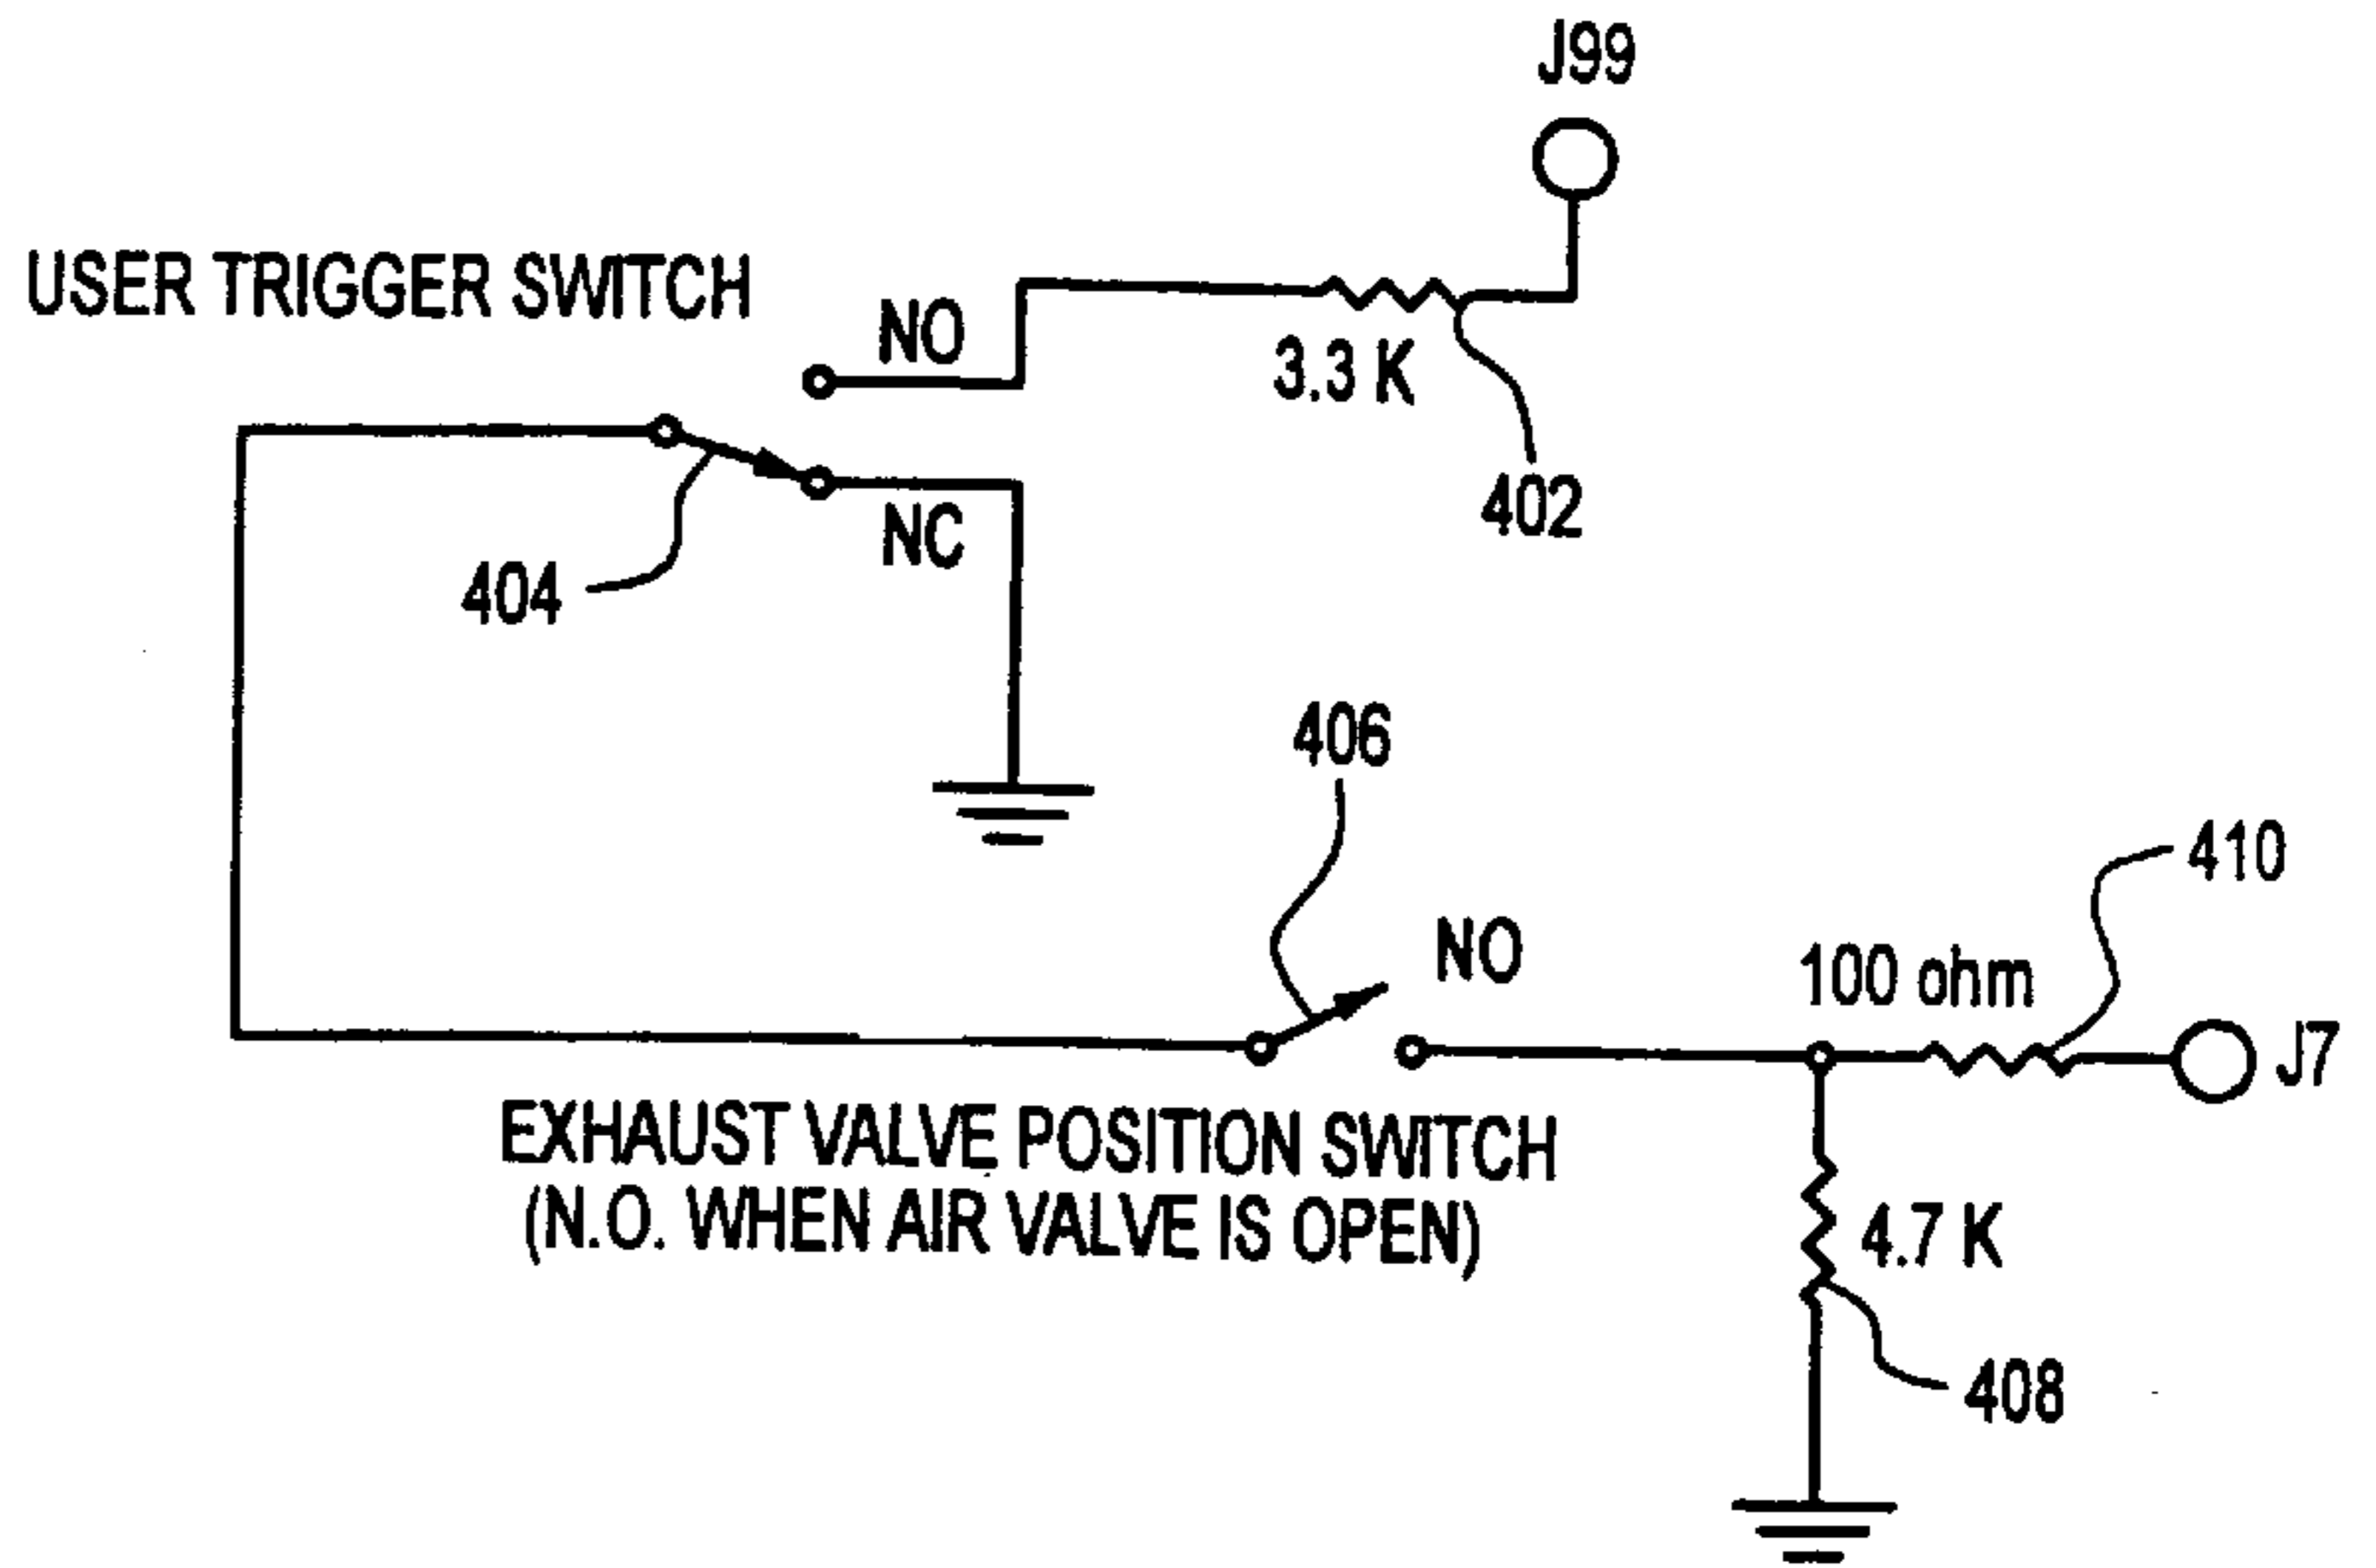 J99
USER TRIGGER SWITCH
NO
3.3 K
402
NC
404
406
410
NO
100 ohm
J7
EXHAUST VALVE POSITION SWITCH
(N.O. WHEN AIR VALVE IS OPEN)
4.7 K
408